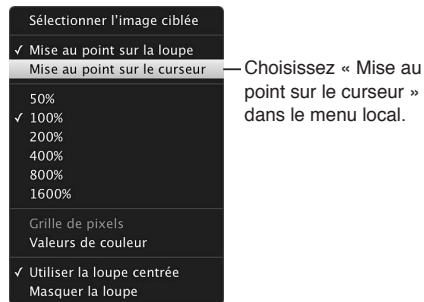 Sélectionner l'image ciblée
✓ Mise au point sur la loupe
Mise au point sur le curseur
50%
✓ 100%
200%
400%
800%
1600%
Grille de pixels
Valeurs de couleur
✓ Utiliser la loupe centrée
Masquer la loupe
Choisissez « Mise au
point sur le curseur »
dans le menu local.